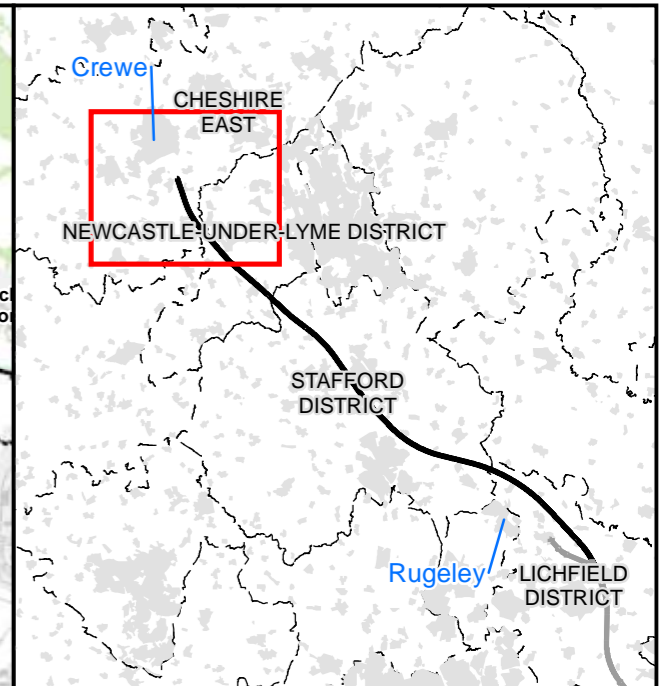 Crewe
CHESHIRE
EAST
NEWCASTLE-UNDER-LYME DISTRICT
STAFFORD
DISTRICT
Rugeley
LICHFIELD
DISTRICT